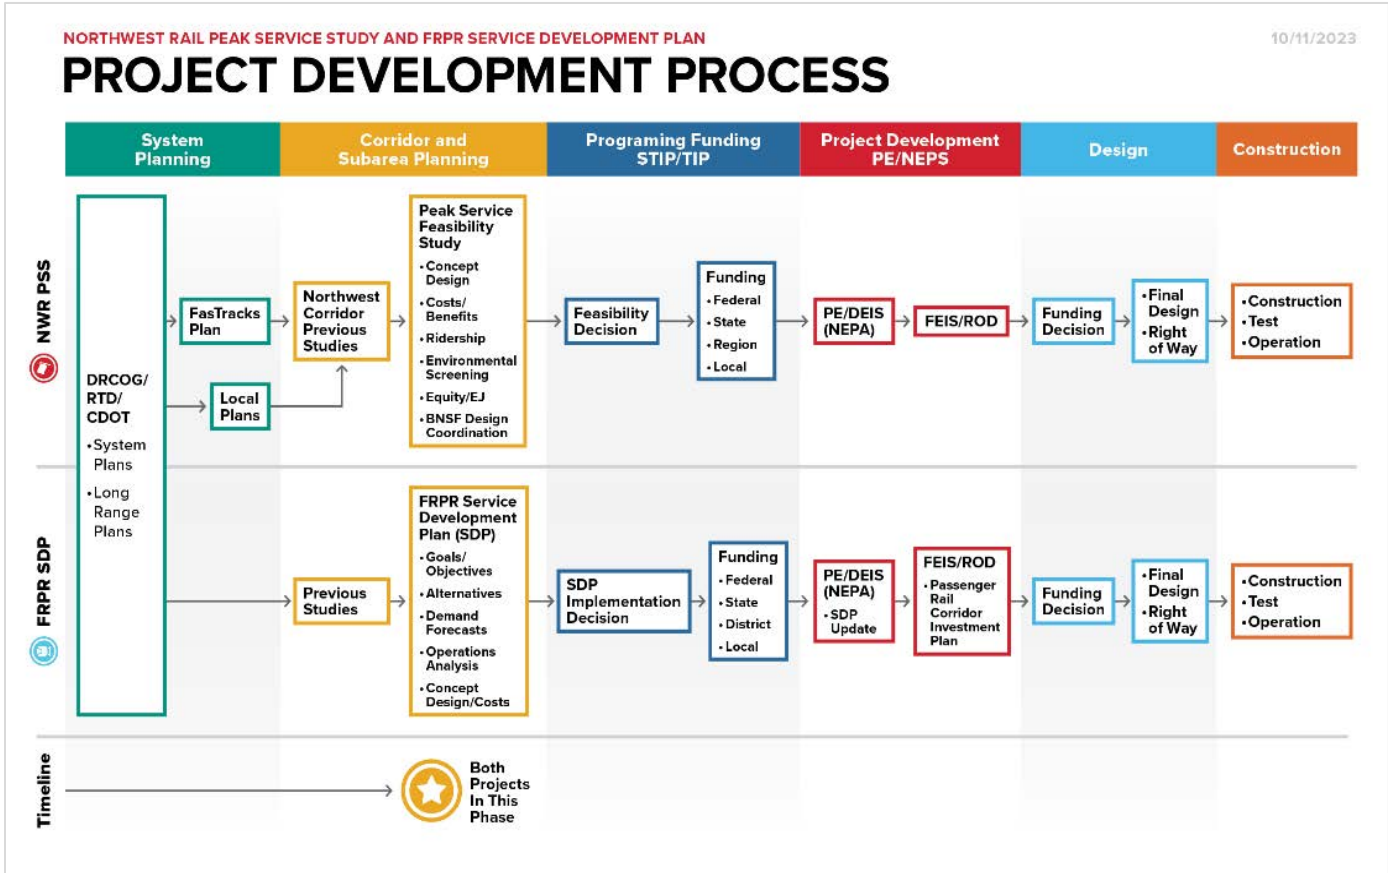 NORTHWEST RAIL PEAK SERVICE STUDY AND FRPR SERVICE DEVELOPMENT PLAN
10/11/2023
PROJECT DEVELOPMENT PROCESS
System
Planning
Corridor and
Subarea Planning
Programing Funding
STIP/TIP
Project Development
PE/NEPS
Design
Construction
NWR PSS
DRCOG/
RTD/
CDOT
•System
Plans
•Long
Range
Plans
FasTracks
Plan
Local
Plans
Northwest
Corridor
Previous
Studies
Peak Service
Feasibility
Study
•Concept
Design
•Costs/
Benefits
•Ridership
•Environmental
Screening
•Equity/EJ
•BNSF Design
Coordination
Feasibility
Decision
Funding
•Federal
•State
•Region
•Local
PE/DEIS
(NEPA)
FEIS/ROD
Funding
Decision
•Final
Design
•Right
of Way
•Construction
•Test
•Operation
FRPR SDP
Previous
Studies
FRPR Service
Development
Plan (SDP)
•Goals/
Objectives
•Alternatives
•Demand
Forecasts
•Operations
Analysis
•Concept
Design/Costs
SDP
Implementation
Decision
Funding
•Federal
•State
•District
•Local
PE/DEIS
(NEPA)
•SDP
Update
FEIS/ROD
•Passenger
Rail
Corridor
Investment
Plan
Funding
Decision
•Final
Design
•Right
of Way
•Construction
•Test
•Operation
Timeline
Both
Projects
In This
Phase